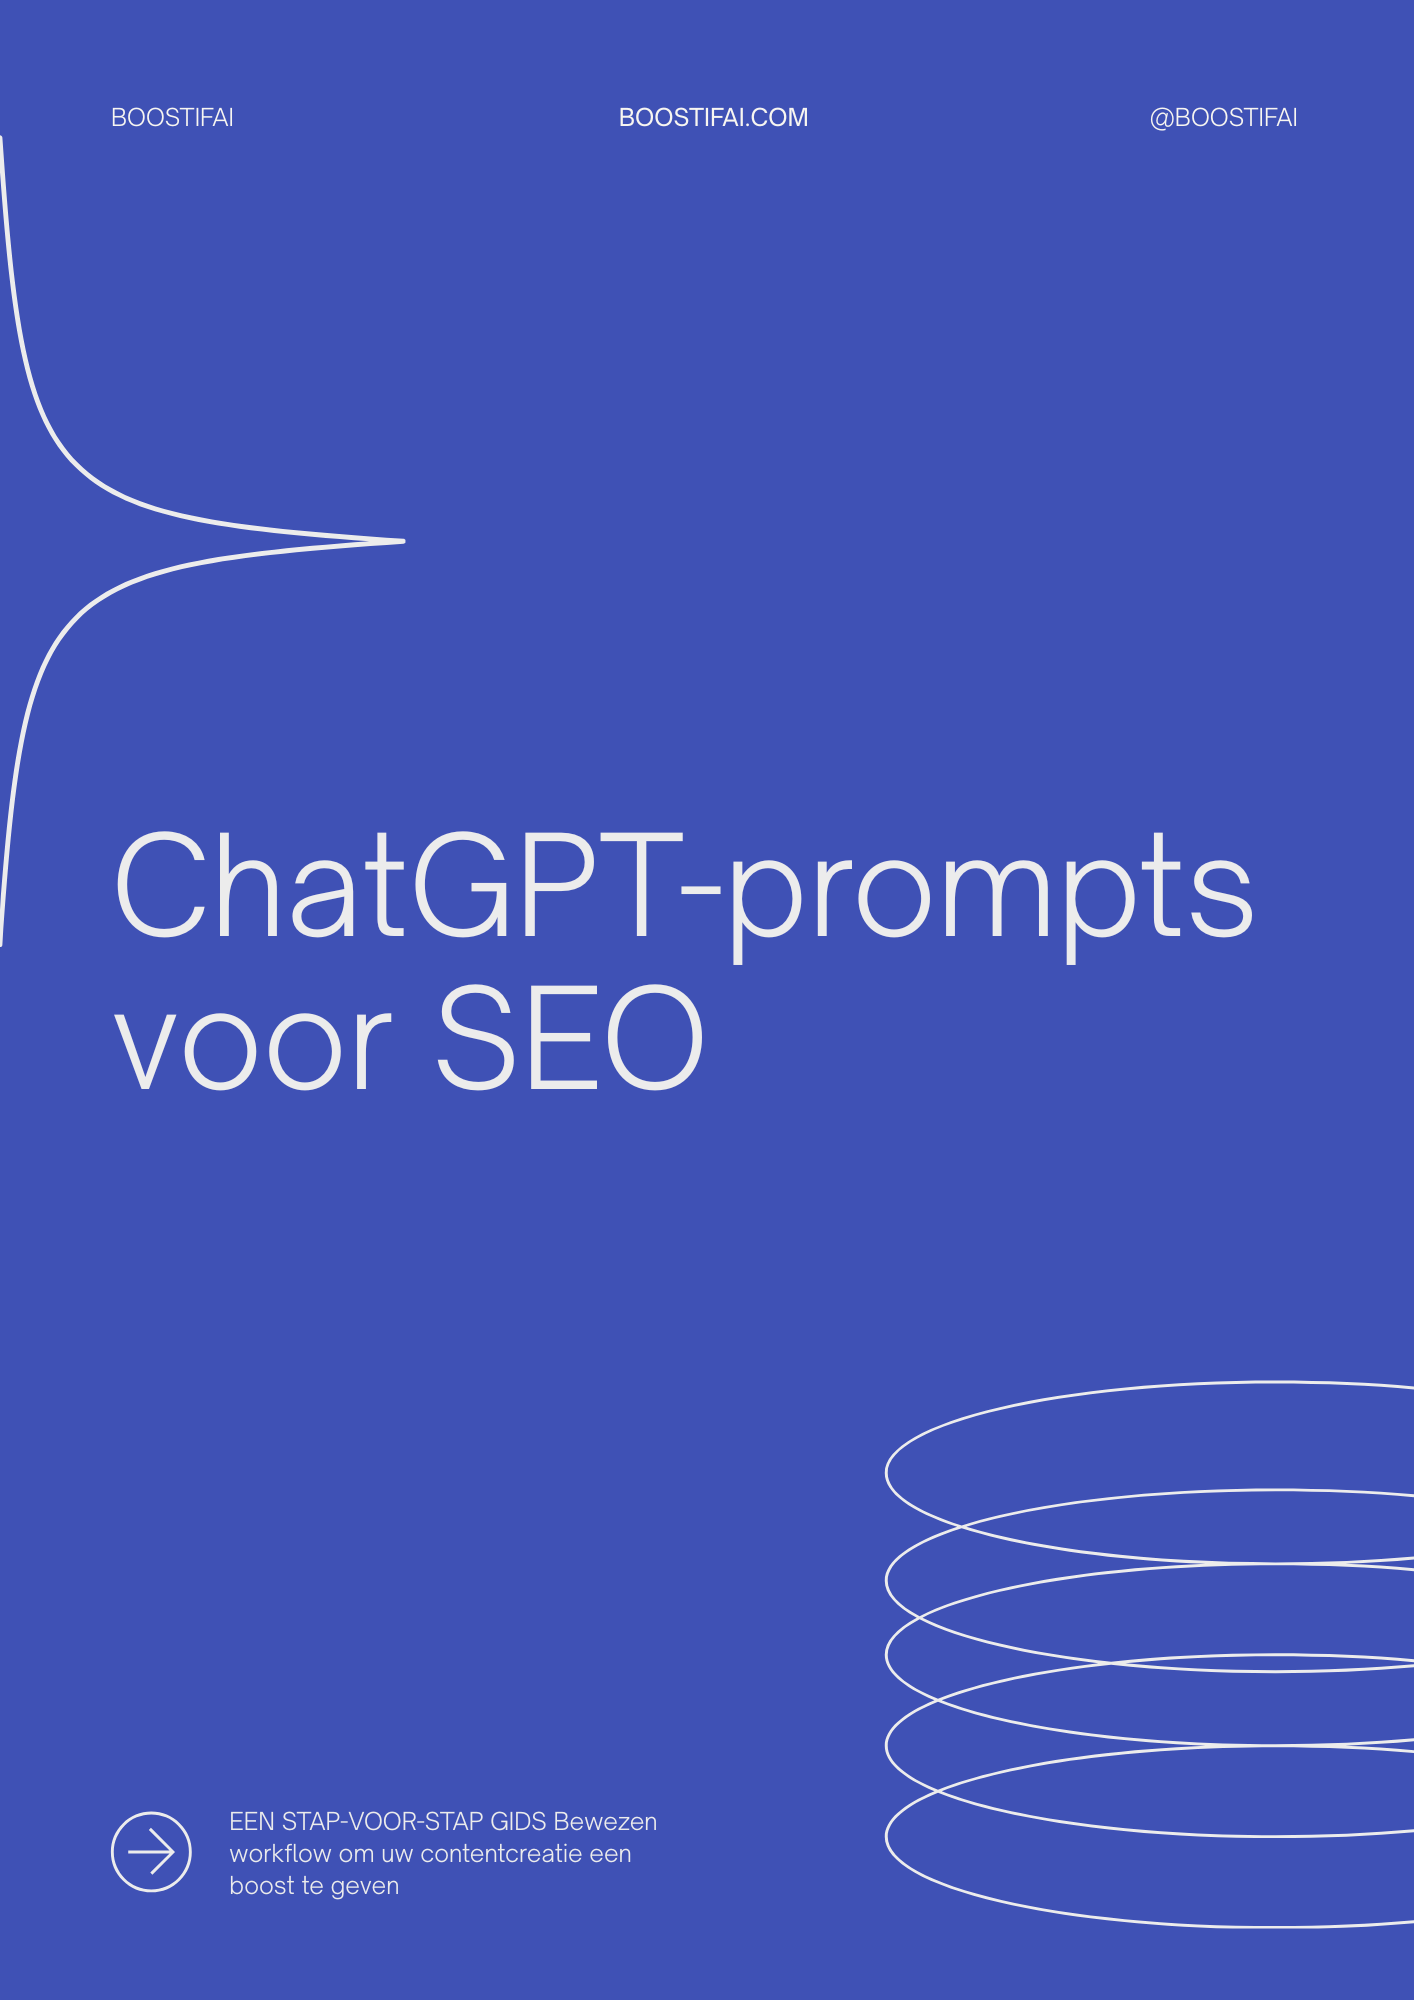 BOOSTIFAI
BOOSTIFAI.COM
@BOOSTIFAI
ChatGPT-prompts
voor SEO
EEN STAP-VOOR-STAP GIDS Bewezen
workflow om uw contentcreatie een
boost te geven